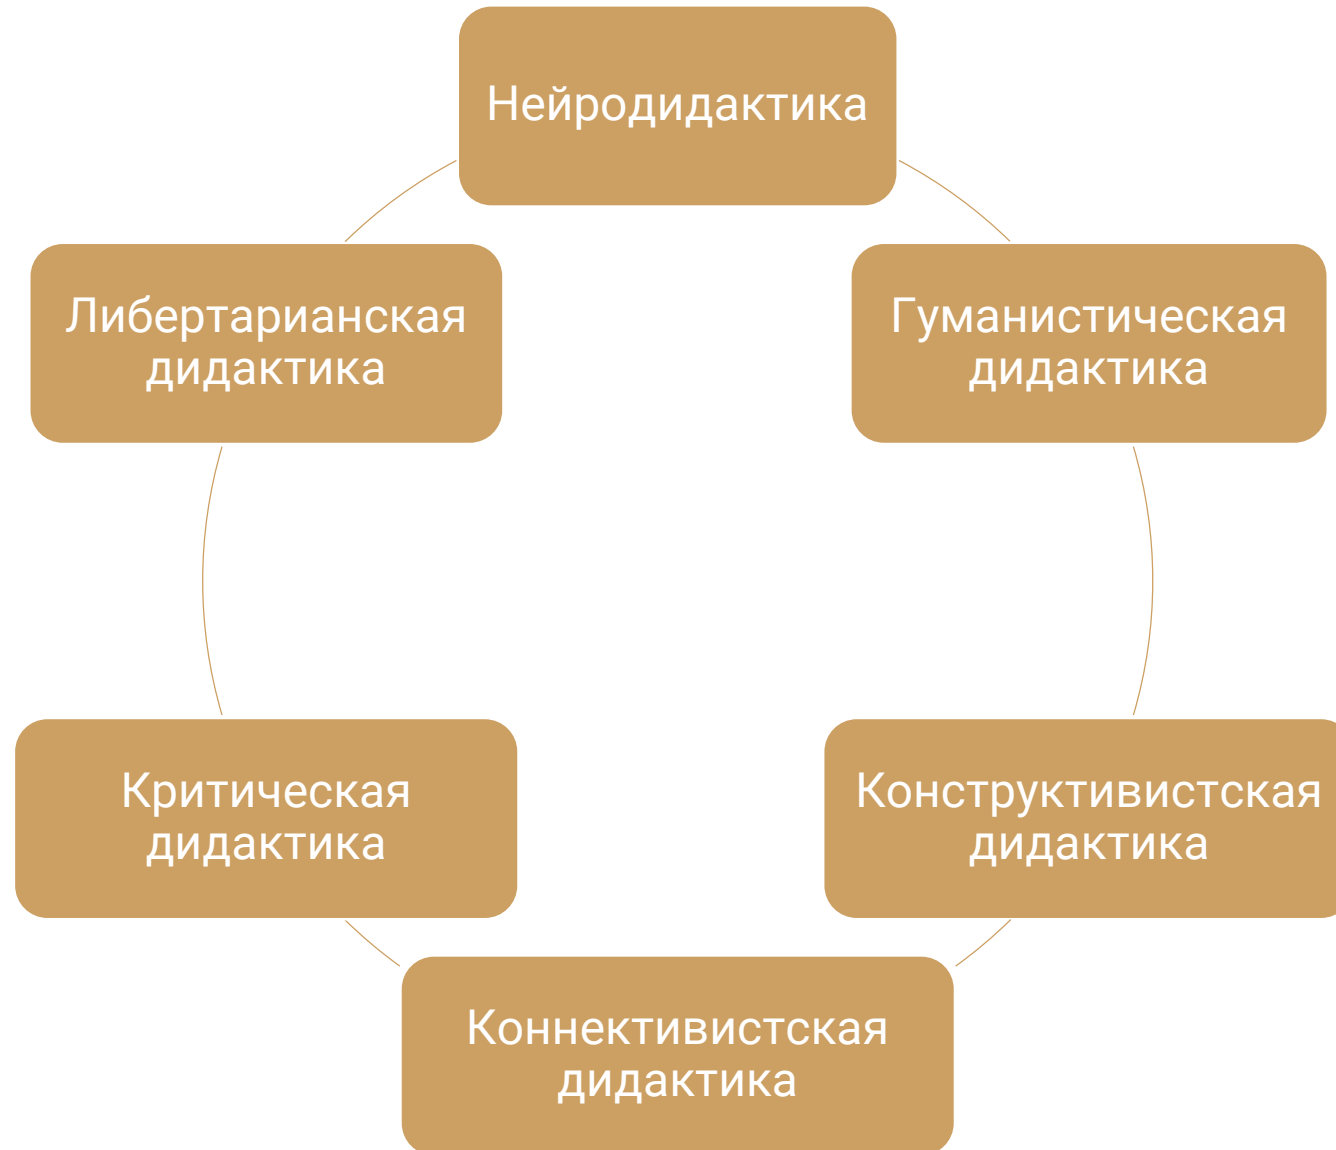 Нейродидактика
Либертарианская
дидактика
Гуманистическая
дидактика
Критическая
дидактика
Конструктивистская
дидактика
Коннективистская
дидактика